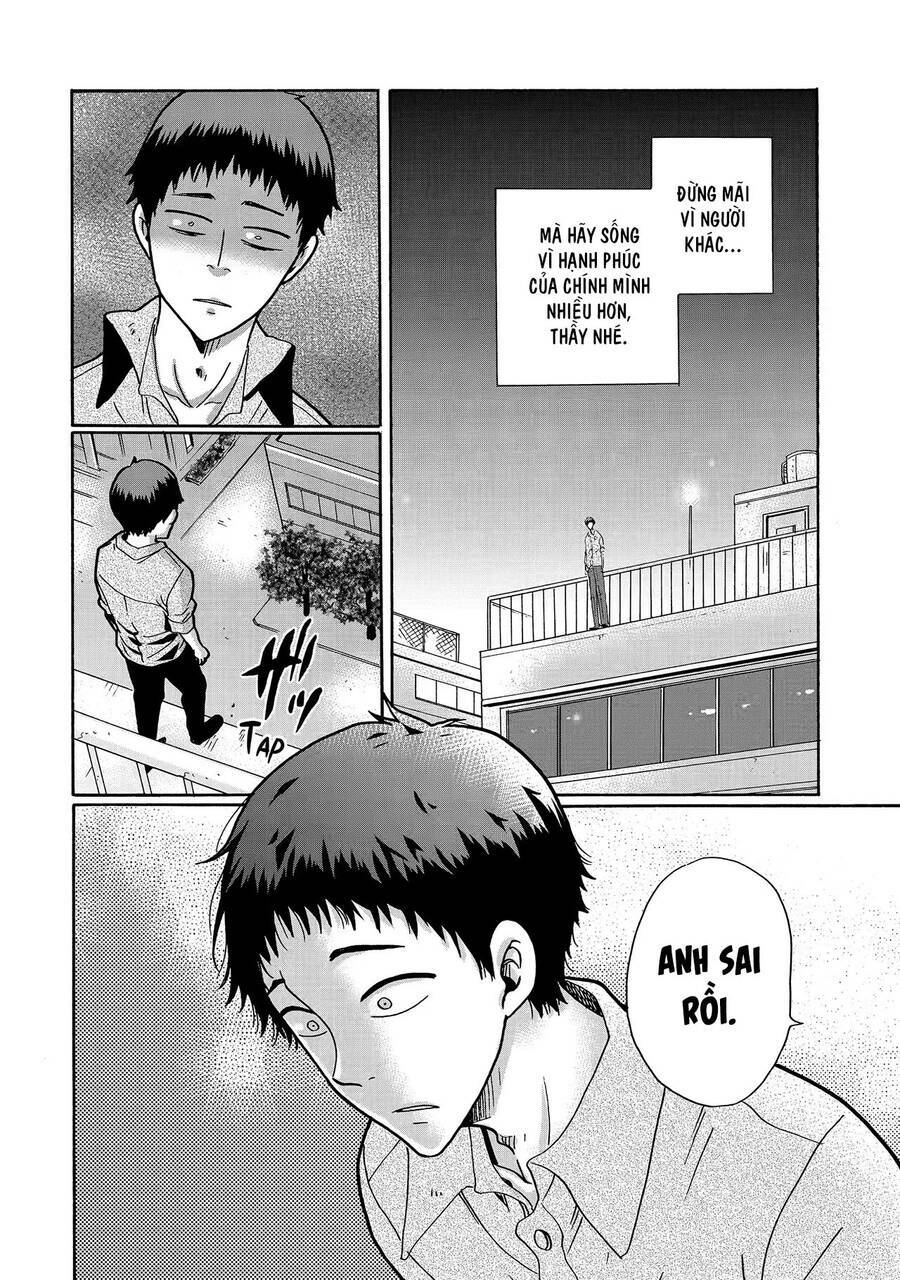 ĐỪNG MÃI
VÌ NGƯỜI
KHÁC...
MÀ HÃY SỐNG
VÌ HẠNH PHÚC
CỦA CHÍNH MÌNH
NHIỀU HƠN,
THẦY NHÉ.
TAP
ANH SAI
RỒI.